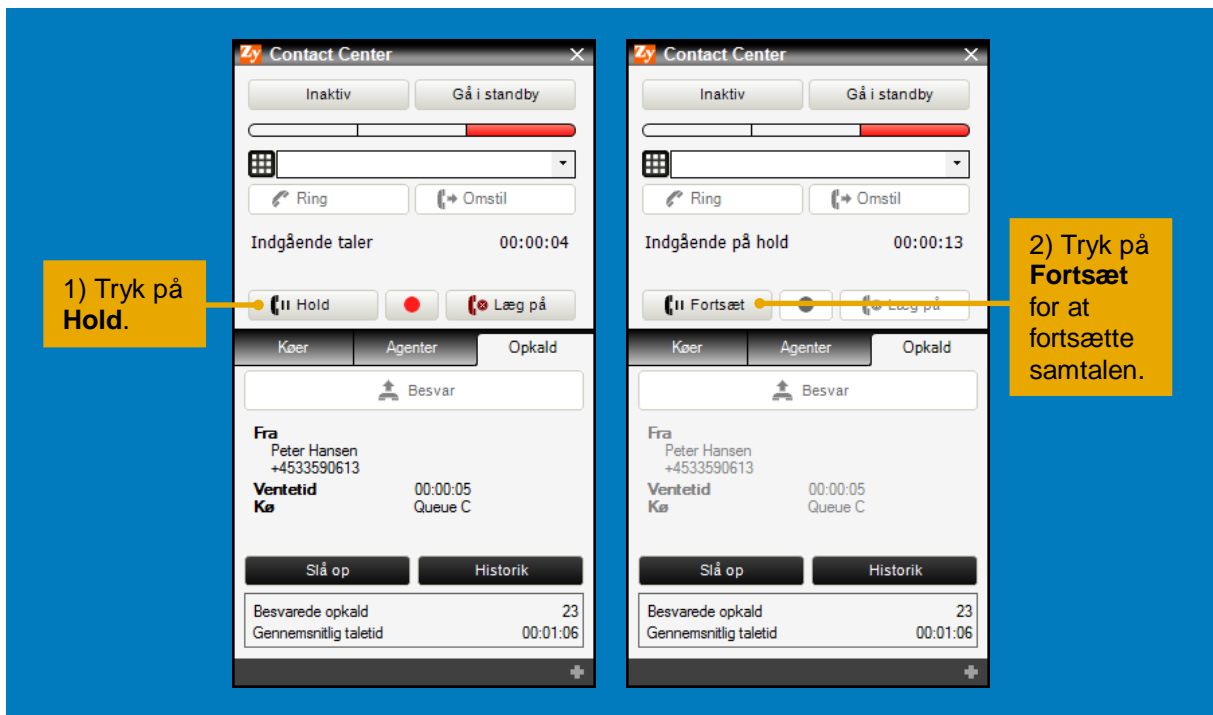 Zy Contact Center
Inaktiv Gå i standby
Ring Omstil
Indgående taler 00:00:04
1) Tryk på
Hold.
Hold Læg på
Køer Agenter Opkald
Besvar
Fra
Peter Hansen
+4533590613
Ventetid 00:00:05
Kø Queue C
Slå op Historik
Besvarede opkald 23
Gennemsnitlig taletid 00:01:06
Zy Contact Center
Inaktiv Gå i standby
Ring Omstil
Indgående på hold 00:00:13
Fortsæt Læg på
2) Tryk på
Fortsæt
for at
fortsætte
samtalen.
Køer Agenter Opkald
Besvar
Fra
Peter Hansen
+4533590613
Ventetid 00:00:05
Kø Queue C
Slå op Historik
Besvarede opkald 23
Gennemsnitlig taletid 00:01:06